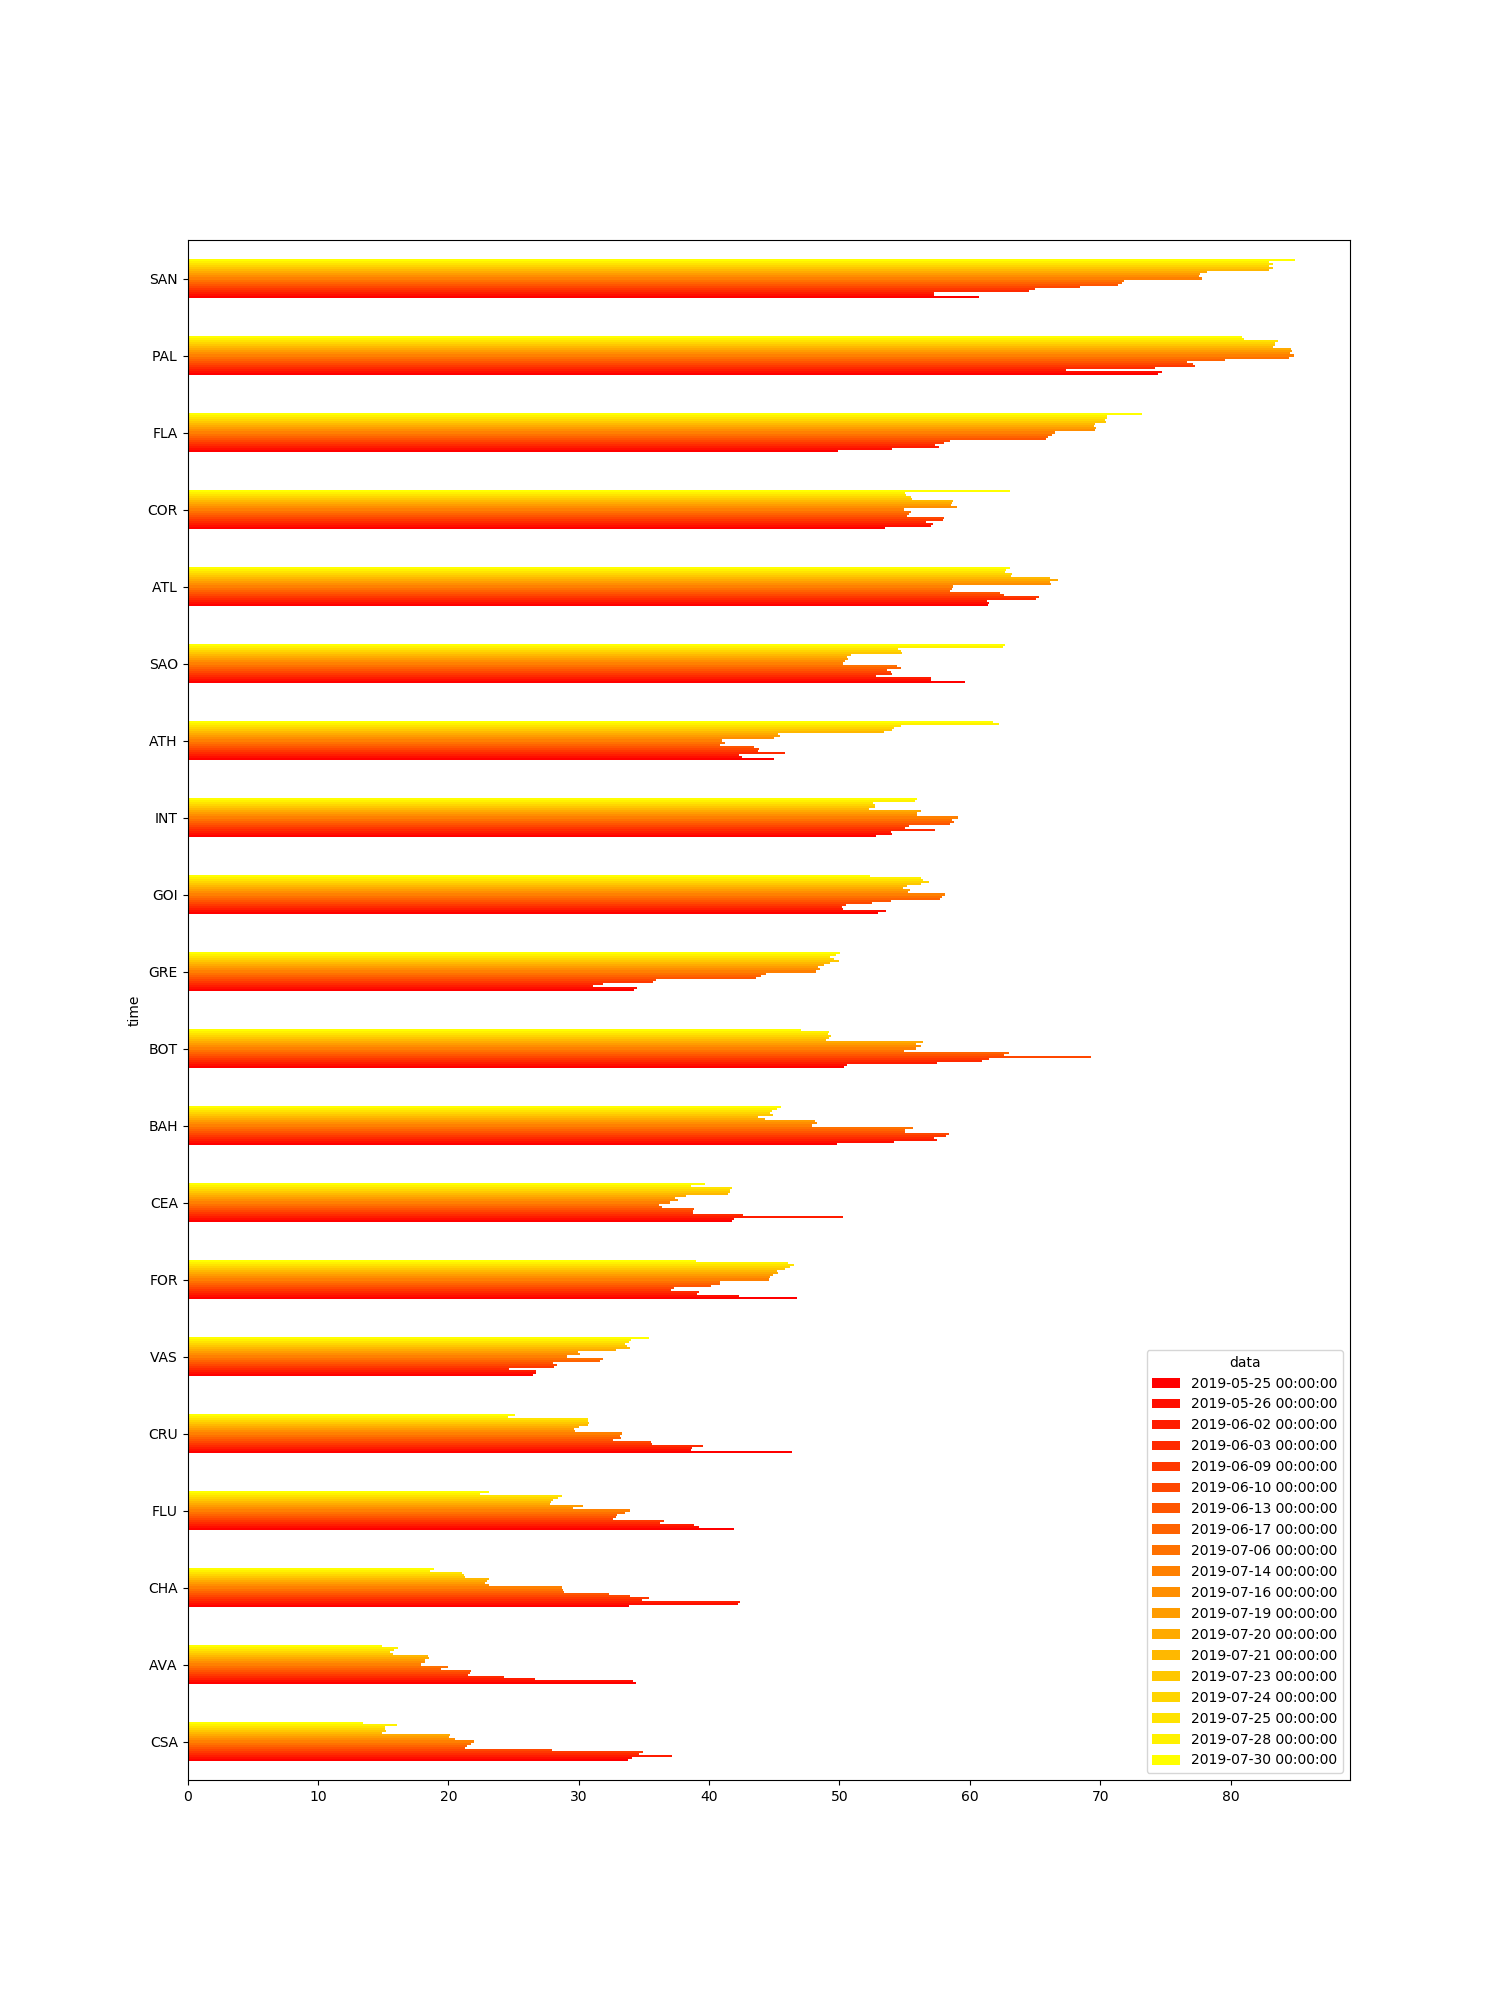 SAN
PAL
FLA
COR
ATL
SAO
ATH
INT
GOI
GRE
time
BOT
BAH
CEA
FOR
VAS
CRU
FLU
CHA
AVA
CSA
0 10 20 30 40 50 60 70 80
data
2019-05-25 00:00:00
2019-05-26 00:00:00
2019-06-02 00:00:00
2019-06-03 00:00:00
2019-06-09 00:00:00
2019-06-10 00:00:00
2019-06-13 00:00:00
2019-06-17 00:00:00
2019-07-06 00:00:00
2019-07-14 00:00:00
2019-07-16 00:00:00
2019-07-19 00:00:00
2019-07-20 00:00:00
2019-07-21 00:00:00
2019-07-23 00:00:00
2019-07-24 00:00:00
2019-07-25 00:00:00
2019-07-28 00:00:00
2019-07-30 00:00:00